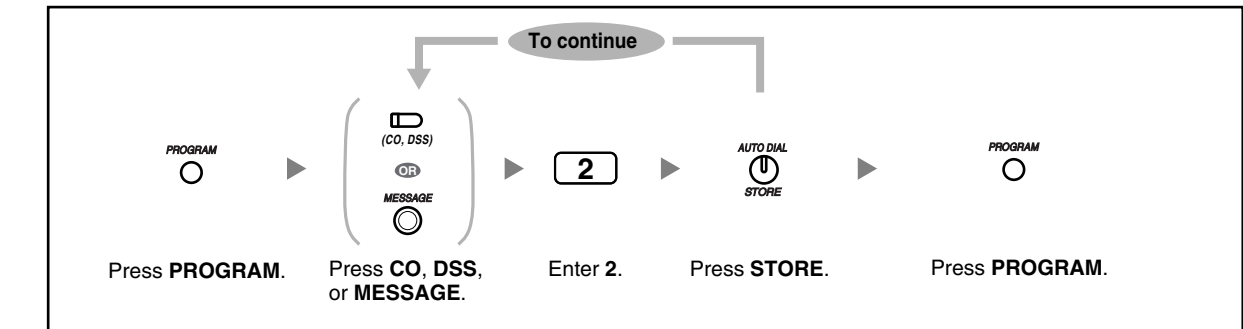 To continue
PROGRAM
(CO, DSS)
OR
MESSAGE
2
AUTO DIAL
STORE
PROGRAM
Press PROGRAM.
Press CO, DSS,
or MESSAGE.
Enter 2.
Press STORE.
Press PROGRAM.